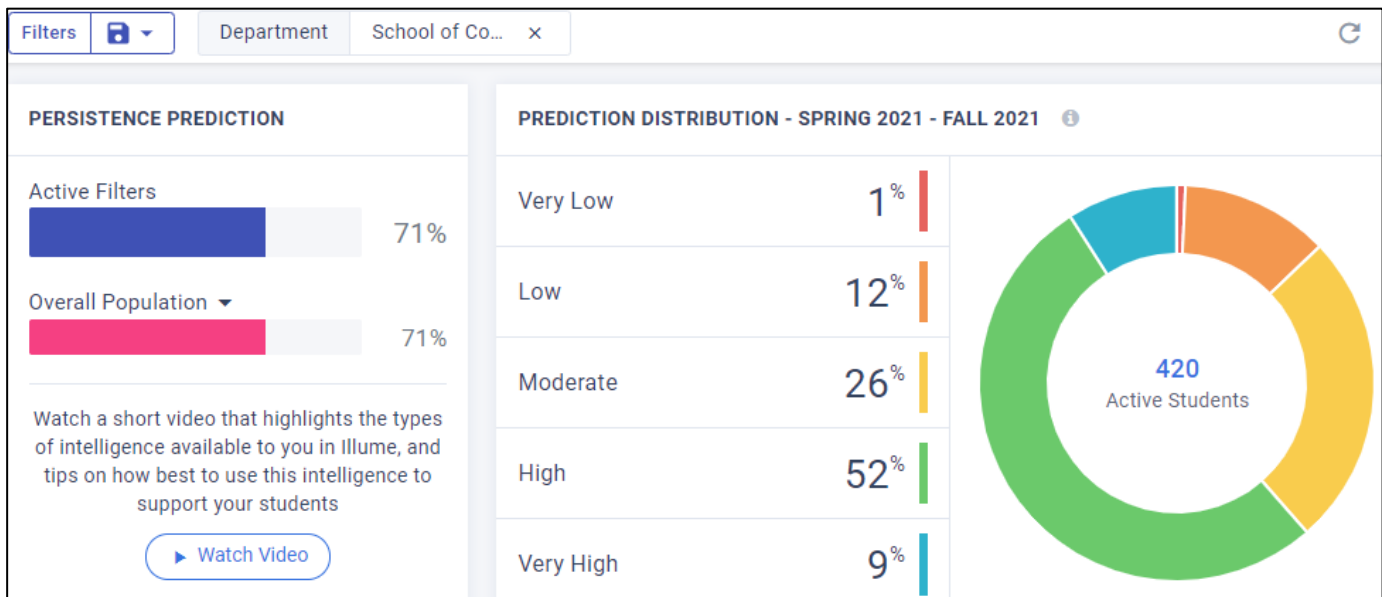 Filters
Department
School of Co... ×
PERSISTENCE PREDICTION
Active Filters
71%
Overall Population
71%
Watch a short video that highlights the types
of intelligence available to you in Illume, and
tips on how best to use this intelligence to
support your students
Watch Video
PREDICTION DISTRIBUTION - SPRING 2021 - FALL 2021
Very Low 1%
Low 12%
Moderate 26%
High 52%
Very High 9%
420
Active Students